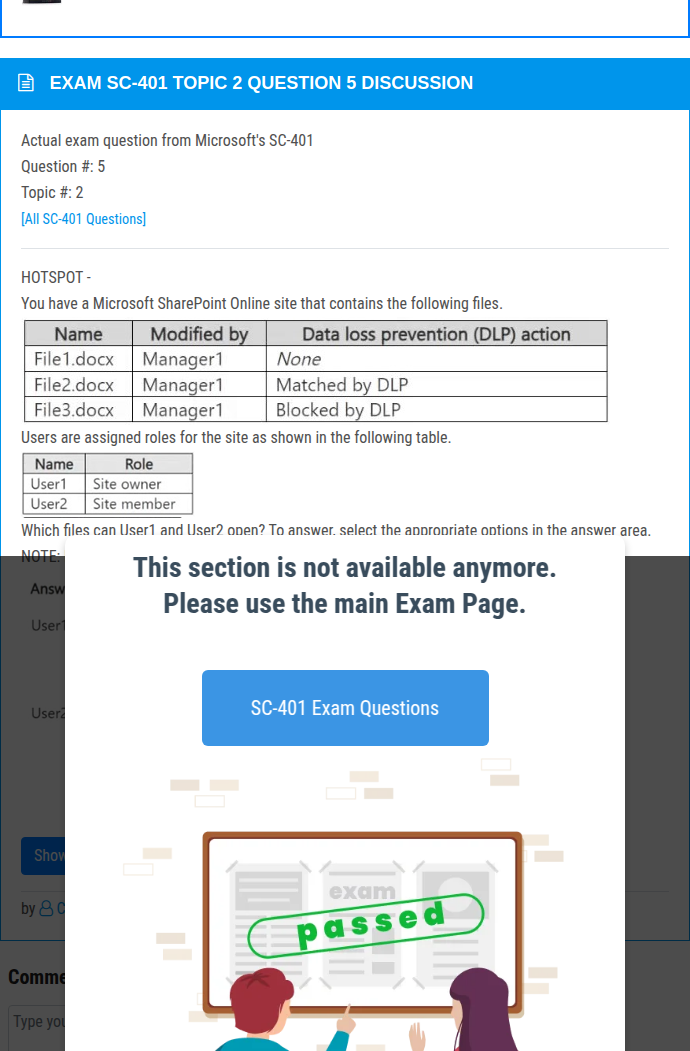 EXAM SC-401 TOPIC 2 QUESTION 5 DISCUSSION
Actual exam question from Microsoft's SC-401
Question #: 5
Topic #: 2
[All SC-401 Questions]
HOTSPOT -
You have a Microsoft SharePoint Online site that contains the following files.
Name Modified by Data loss prevention (DLP) action
File1.docx Manager1 None
File2.docx Manager1 Matched by DLP
File3.docx Manager1 Blocked by DLP
Users are assigned roles for the site as shown in the following table.
Name Role
User1 Site owner
User2 Site member
Which files can User1 and User2 open? To answer, select the appropriate options in the answer area.
NOTE:
This section is not available anymore.
Please use the main Exam Page.
Answ
User1
SC-401 Exam Questions
User2
Show
exam
passed
by C
Comme
Type you